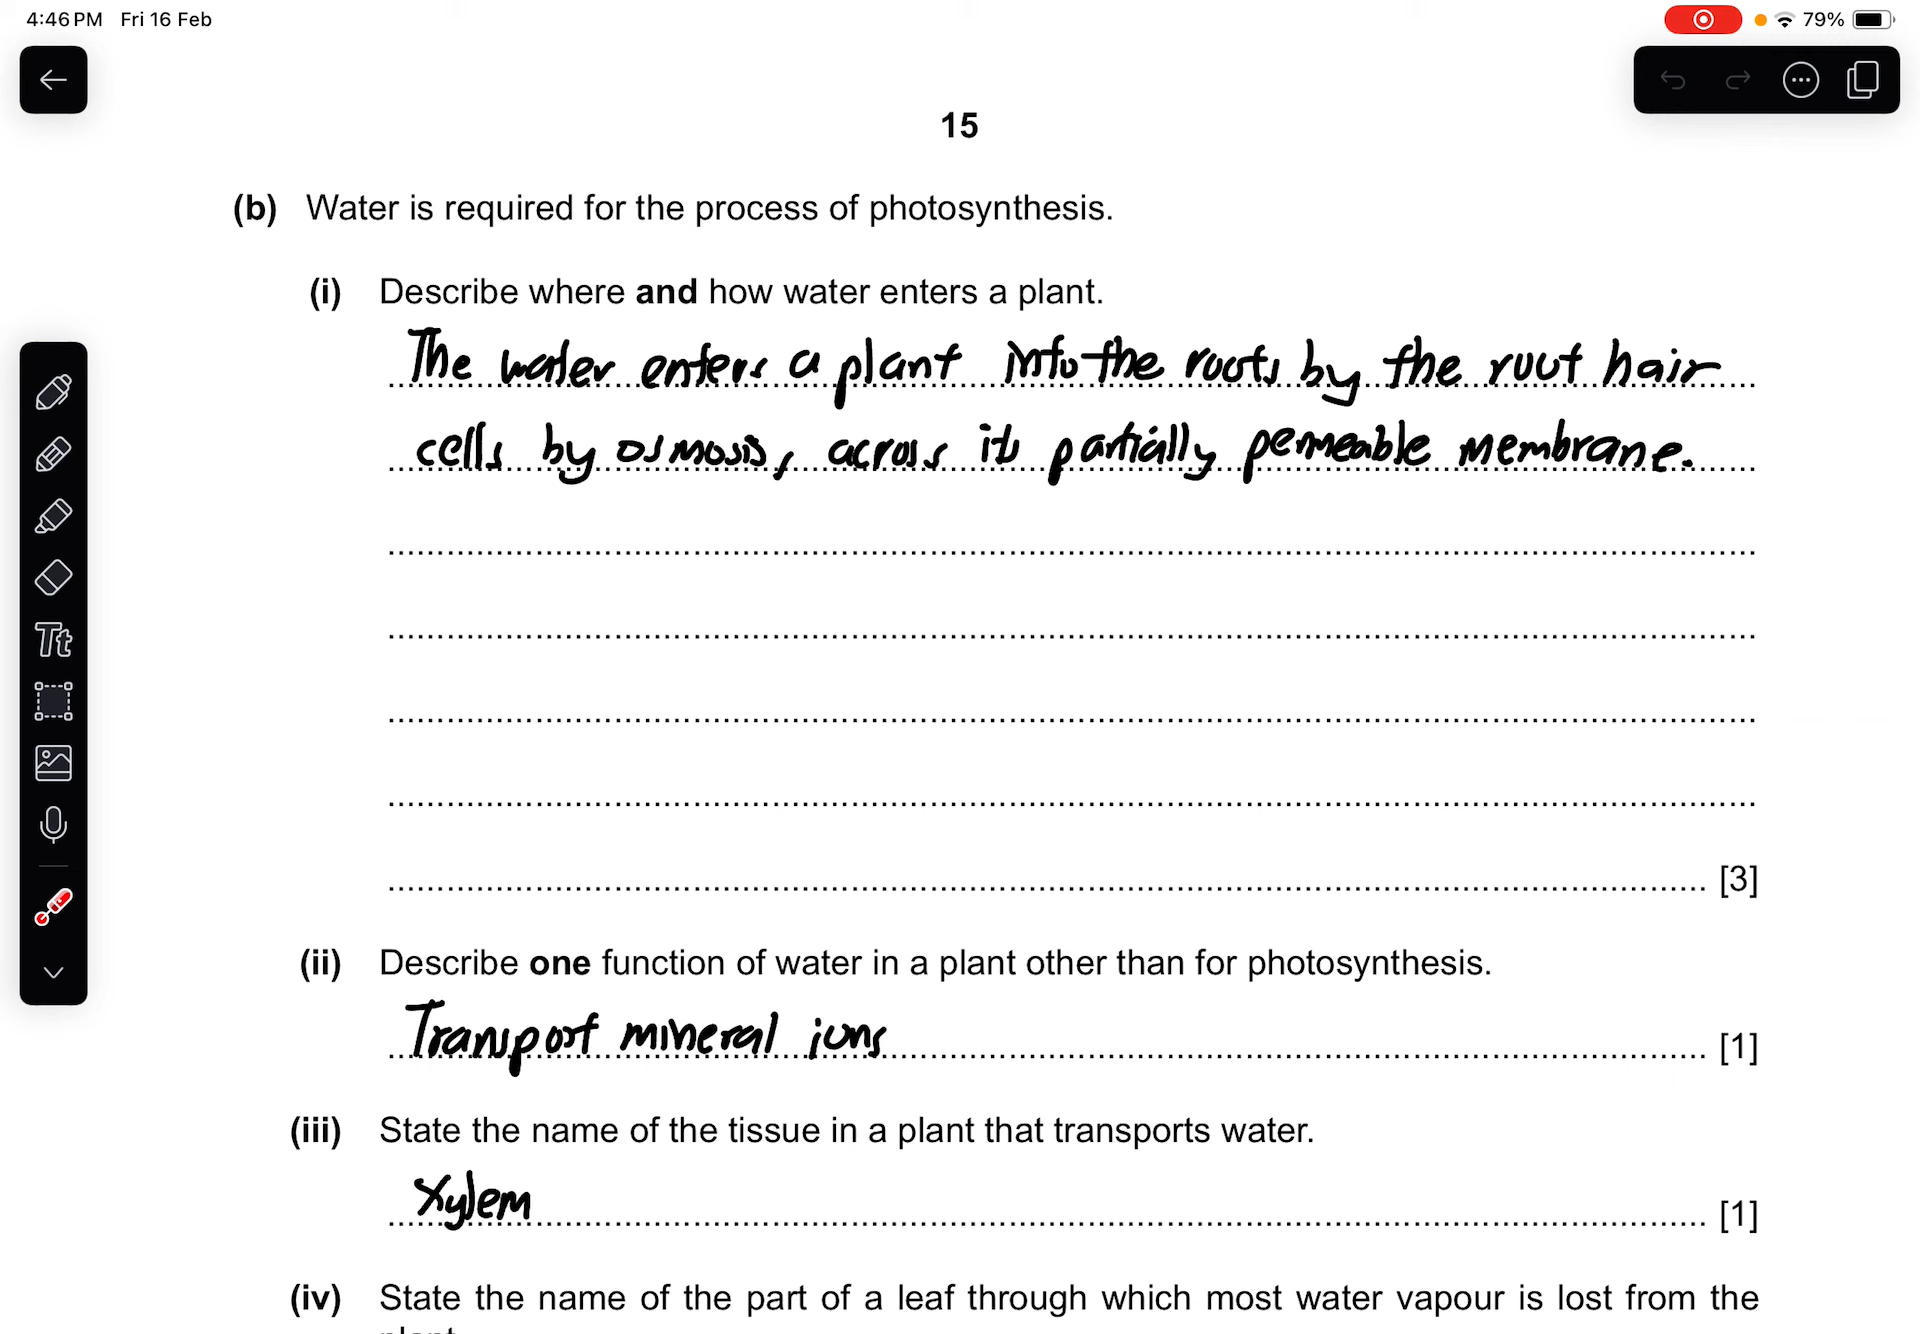 4:46 PM Fri 16 Feb 79%
15
(b) Water is required for the process of photosynthesis.
(i) Describe where and how water enters a plant.
The water enters a plant into the roots by the root hair
cells by osmosis, across its partially permeable membrane.
[3]
(ii) Describe one function of water in a plant other than for photosynthesis.
Transport mineral ions
[1]
(iii) State the name of the tissue in a plant that transports water.
Xylem
[1]
(iv) State the name of the part of a leaf through which most water vapour is lost from the
Tt